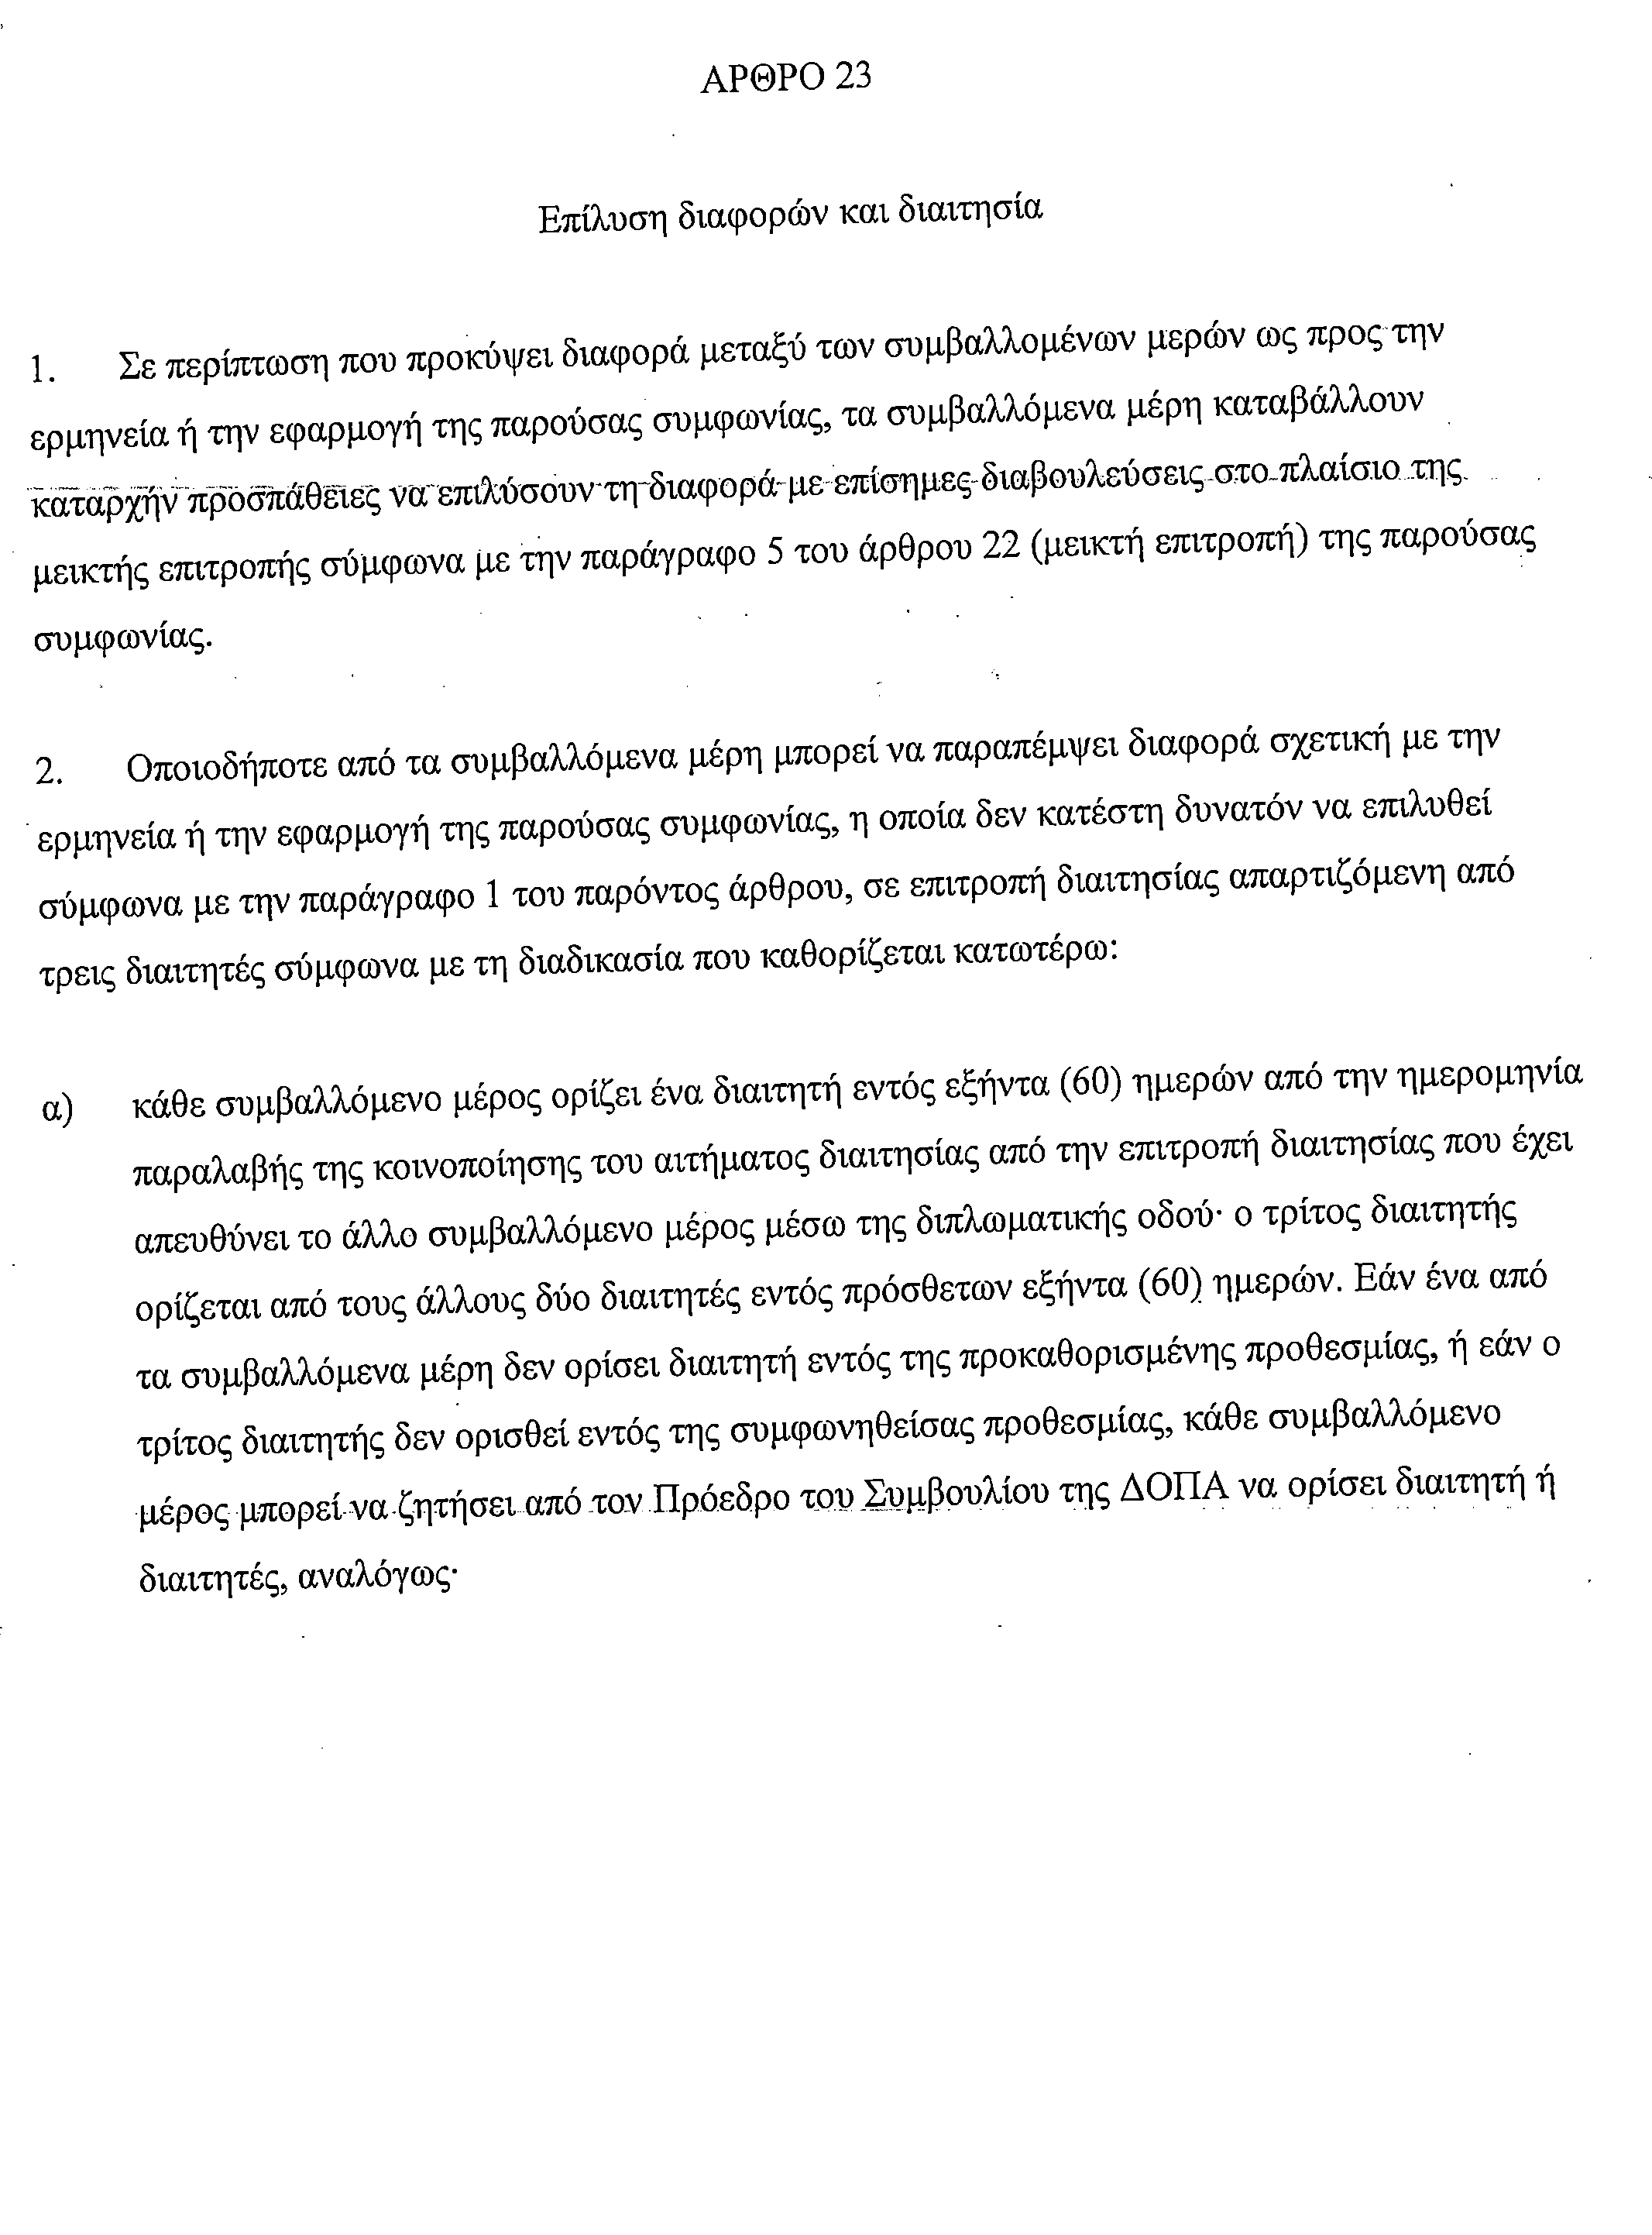 ΑΡΘΡΟ 23
Επίλυση διαφορών και διαιτησία
1. Σε περίπτωση που προκύψει διαφορά μεταξύ των συμβαλλομένων μερών ως προς την
ερμηνεία ή την εφαρμογή της παρούσας συμφωνίας, τα συμβαλλόμενα μέρη καταβάλλουν
καταρχήν προσπάθειες να επιλύσουν τη διαφορά με επίσημες διαβουλεύσεις στο πλαίσιο της
μεικτής επιτροπής σύμφωνα με την παράγραφο 5 του άρθρου 22 (μεικτή επιτροπή) της παρούσας
συμφωνίας.
2. Οποιοδήποτε από τα συμβαλλόμενα μέρη μπορεί να παραπέμψει διαφορά σχετική με την
ερμηνεία ή την εφαρμογή της παρούσας συμφωνίας, η οποία δεν κατέστη δυνατόν να επιλυθεί
σύμφωνα με την παράγραφο 1 του παρόντος άρθρου, σε επιτροπή διαιτησίας απαρτιζόμενη από
τρεις διαιτητές σύμφωνα με τη διαδικασία που καθορίζεται κατωτέρω:
α) κάθε συμβαλλόμενο μέρος ορίζει ένα διαιτητή εντός εξήντα (60) ημερών από την ημερομηνία
παραλαβής της κοινοποίησης του αιτήματος διαιτησίας από την επιτροπή διαιτησίας που έχει
απευθύνει το άλλο συμβαλλόμενο μέρος μέσω της διπλωματικής οδού· ο τρίτος διαιτητής
ορίζεται από τους άλλους δύο διαιτητές εντός πρόσθετων εξήντα (60) ημερών. Εάν ένα από
τα συμβαλλόμενα μέρη δεν ορίσει διαιτητή εντός της προκαθορισμένης προθεσμίας, ή εάν ο
τρίτος διαιτητής δεν ορισθεί εντός της συμφωνηθείσας προθεσμίας, κάθε συμβαλλόμενο
μέρος μπορεί να ζητήσει από τον Πρόεδρο του Συμβουλίου της ΔΟΠΑ να ορίσει διαιτητή ή
διαιτητές, αναλόγως·